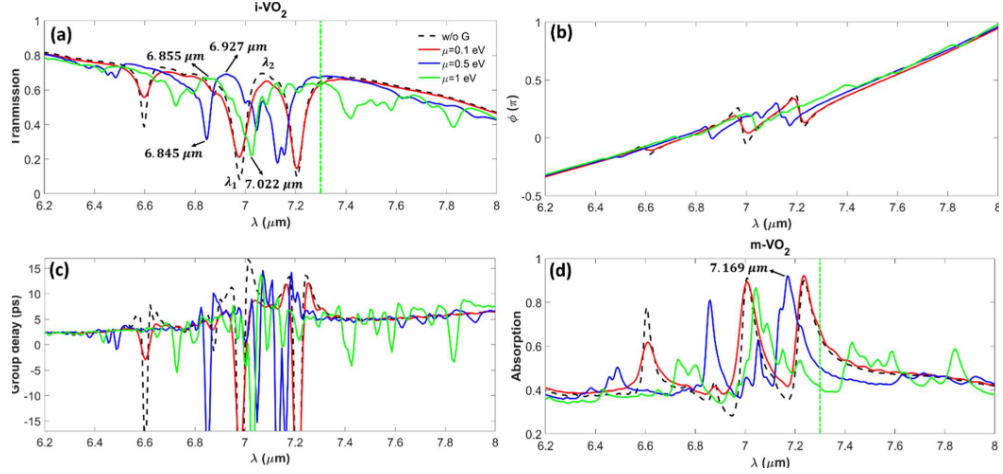 i-VO₂
(a)
6.855 μm
6.927 μm
λ₂
w/o G
μ=0.1 eV
μ=0.5 eV
μ=1 eV
6.845 μm
λ₁
7.022 μm
Tranmission
1
0.8
0.6
0.4
0.2
0
6.2 6.4 6.6 6.8 7 7.2 7.4 7.6 7.8 8
λ (μm)
(b)
ϕ (π)
1
0.5
0
-0.5
6.2 6.4 6.6 6.8 7 7.2 7.4 7.6 7.8 8
λ (μm)
(c)
Group delay (ps)
15
10
5
0
-5
-10
-15
6.2 6.4 6.6 6.8 7 7.2 7.4 7.6 7.8 8
λ (μm)
m-VO₂
(d)
7.169 μm
Absorption
1
0.8
0.6
0.4
0.2
6.2 6.4 6.6 6.8 7 7.2 7.4 7.6 7.8 8
λ (μm)